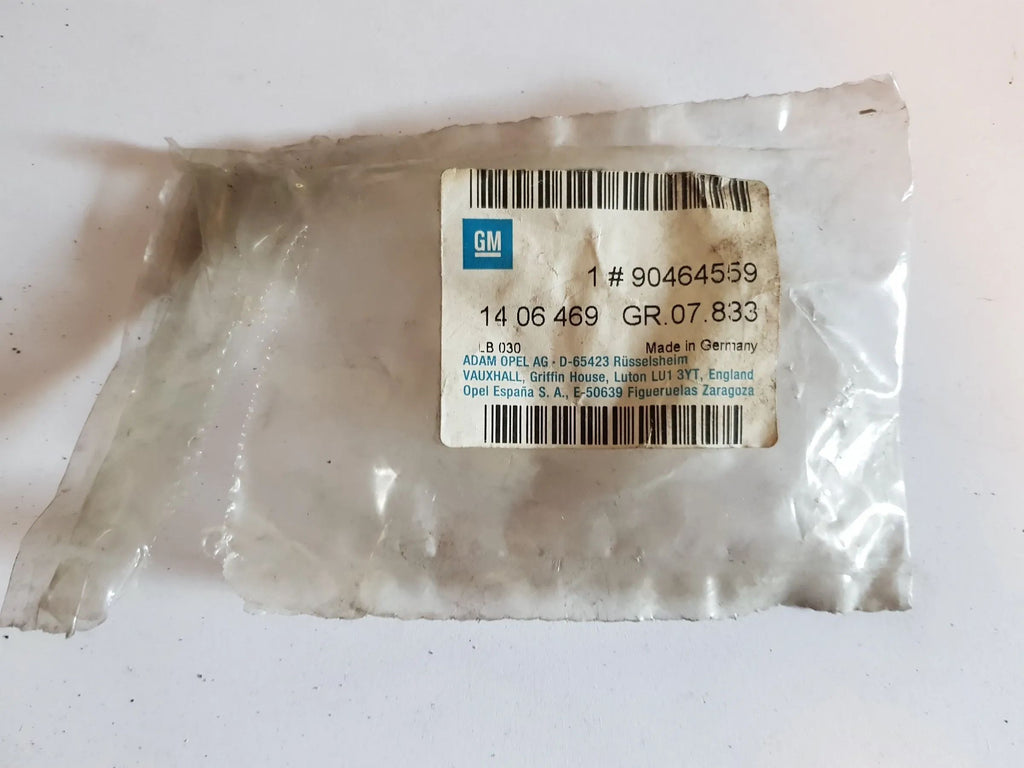 GM
1 # 90464559
14 06 469 GR.07.833
LB 030 Made in Germany
ADAM OPEL AG · D-65423 Rüsselsheim
VAUXHALL, Griffin House, Luton LU1 3YT, England
Opel España S. A., E-50639 Figueruelas Zaragoza